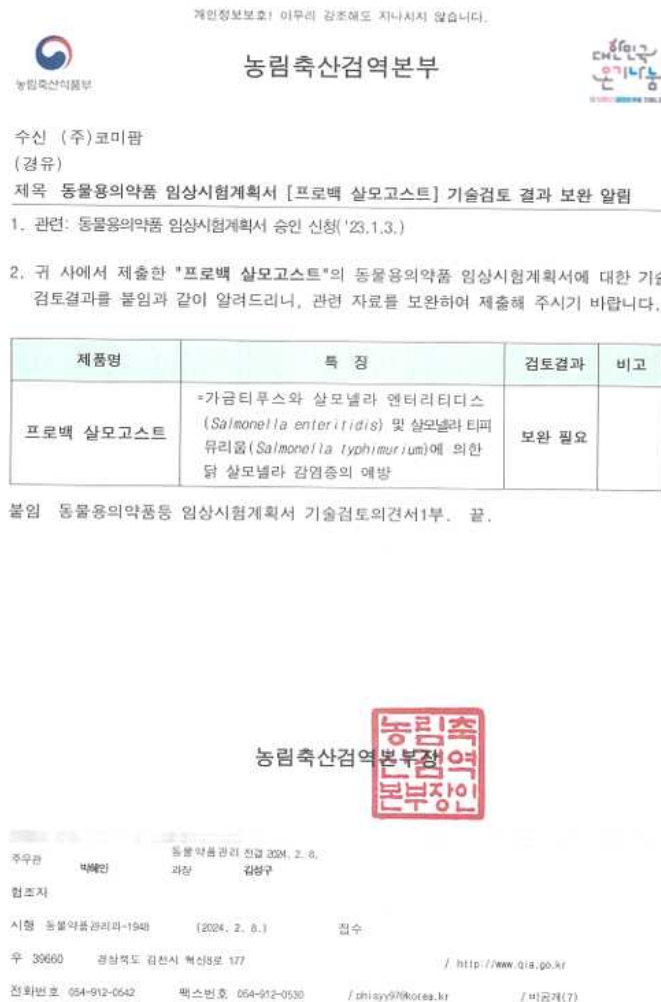 개인정보보호! 아무리 강조해도 지나치지 않습니다.
농림축산식품부
농림축산검역본부
대한민국
온기나눔
수신 (주)코미팜
(경유)
제목 동물용의약품 임상시험계획서 [프로백 살모고스트] 기술검토 결과 보완 알림
1. 관련: 동물용의약품 임상시험계획서 승인 신청('23.1.3.)
2. 귀 사에서 제출한 "프로백 살모고스트"의 동물용의약품 임상시험계획서에 대한 기술
검토결과를 붙임과 같이 알려드리니, 관련 자료를 보완하여 제출해 주시기 바랍니다.
제품명 특 징 검토결과 비고
프로백 살모고스트
◦가금티푸스와 살모넬라 엔터리티디스
(Salmonella enteritidis) 및 살모넬라 티피
뮤리움(Salmonella typhimurium)에 의한
닭 살모넬라 감염증의 예방
보완 필요
붙임 동물용의약품등 임상시험계획서 기술검토의견서1부. 끝.
농림축산검역본부장
농림축
산검역
본부장인
주무관 박혜인 동물약품관리과장 전결 2024. 2. 8. 김성구
협조자
시행 동물약품관리과-1948 (2024. 2. 8.) 접수
우 39660 경상북도 김천시 혁신8로 177 / http://www.qia.go.kr
전화번호 054-912-0542 팩스번호 054-912-0530 / phisyy97@korea.kr / 비공개(7)